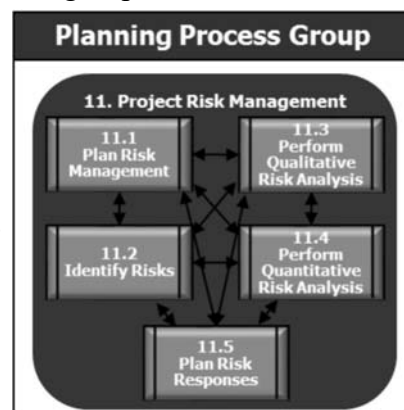 Planning Process Group
11. Project Risk Management
11.1
Plan Risk
Management
11.3
Perform
Qualitative
Risk Analysis
11.2
Identify Risks
11.4
Perform
Quantitative
Risk Analysis
11.5
Plan Risk
Responses